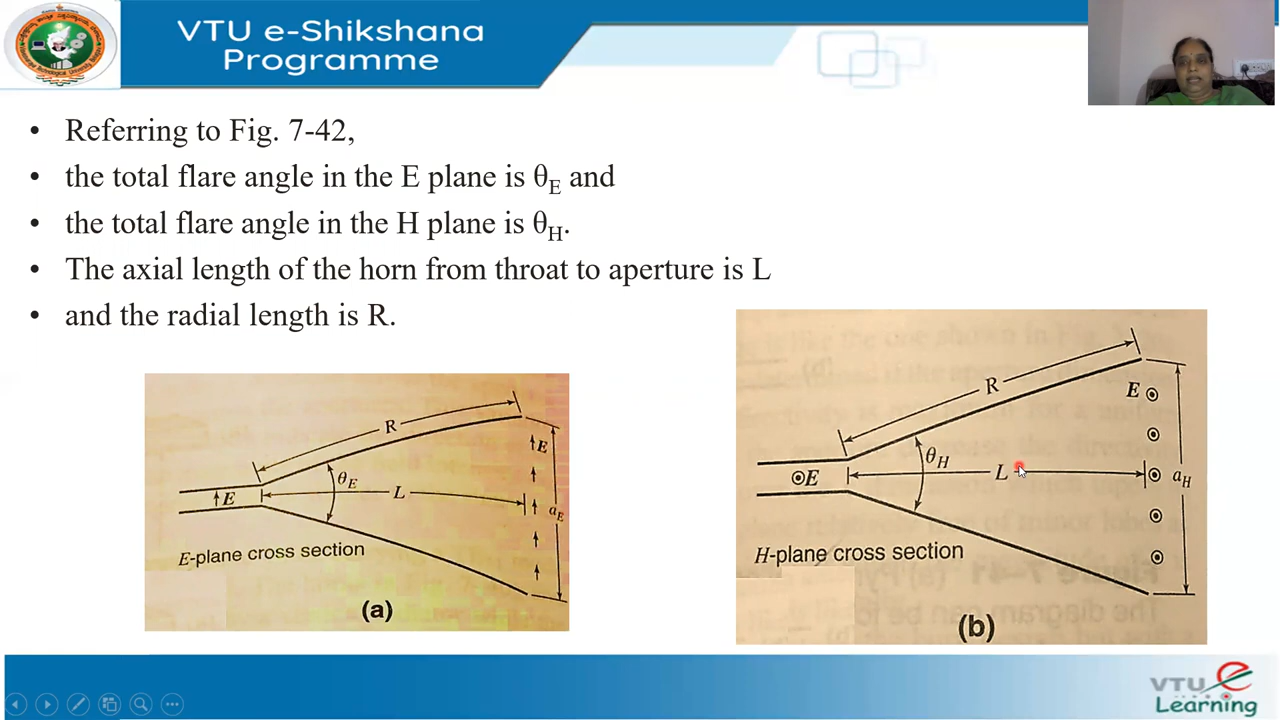 VTU e-Shikshana
Programme
• Referring to Fig. 7-42,
• the total flare angle in the E plane is θE and
• the total flare angle in the H plane is θH.
• The axial length of the horn from throat to aperture is L
• and the radial length is R.
R
E
θE
E
L
aE
E-plane cross section
(a)
R
E
θH
E
L
aH
H-plane cross section
(b)
VTU e
Learning